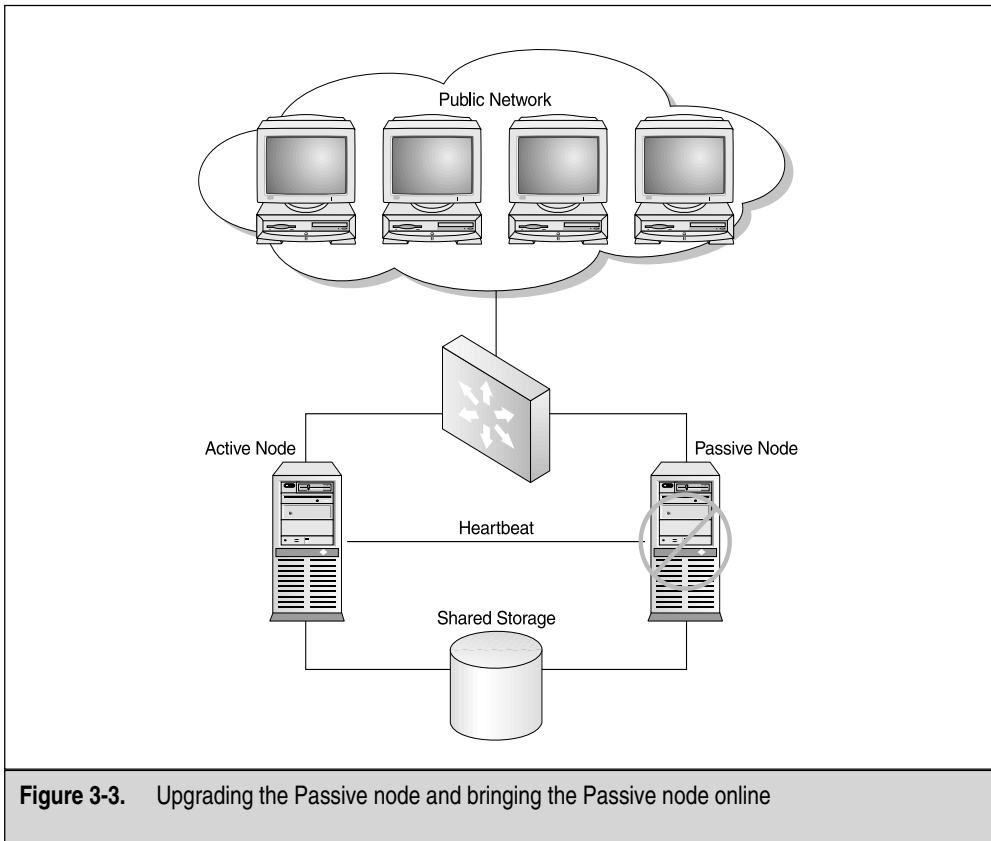 Public Network
Active Node
Passive Node
Heartbeat
Shared Storage
Figure 3-3. Upgrading the Passive node and bringing the Passive node online